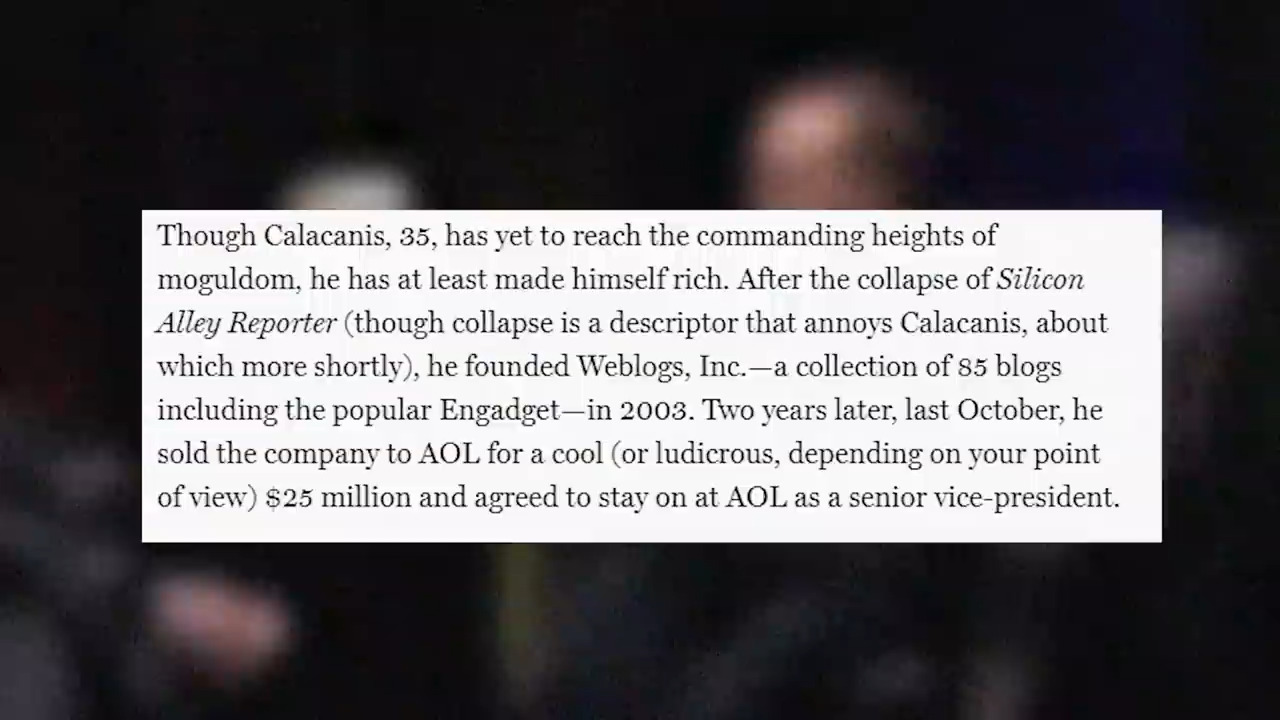 Though Calacanis, 35, has yet to reach the commanding heights of
moguldom, he has at least made himself rich. After the collapse of Silicon
Alley Reporter (though collapse is a descriptor that annoys Calacanis, about
which more shortly), he founded Weblogs, Inc.—a collection of 85 blogs
including the popular Engadget—in 2003. Two years later, last October, he
sold the company to AOL for a cool (or ludicrous, depending on your point
of view) $25 million and agreed to stay on at AOL as a senior vice-president.